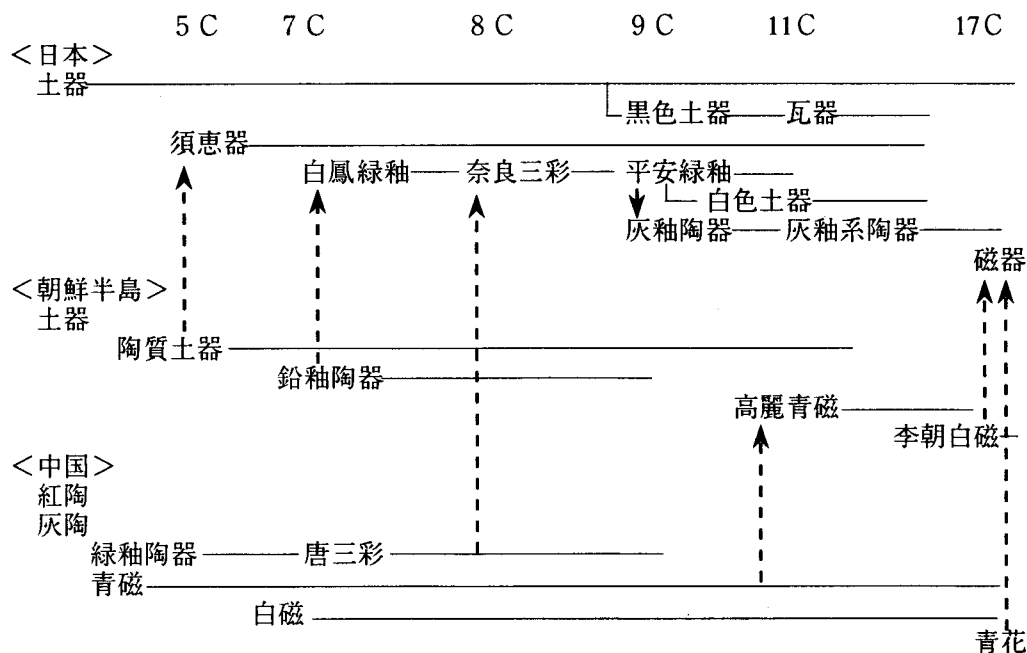 5C 7C 8C 9C 11C 17C
＜日本＞
土器
黒色土器 瓦器
須恵器
白鳳緑釉 奈良三彩 平安緑釉
白色土器
灰釉陶器 灰釉系陶器
磁器
＜朝鮮半島＞
土器
陶質土器
鉛釉陶器
高麗青磁
李朝白磁
＜中国＞
紅陶
灰陶
緑釉陶器 唐三彩
青磁
白磁
青花